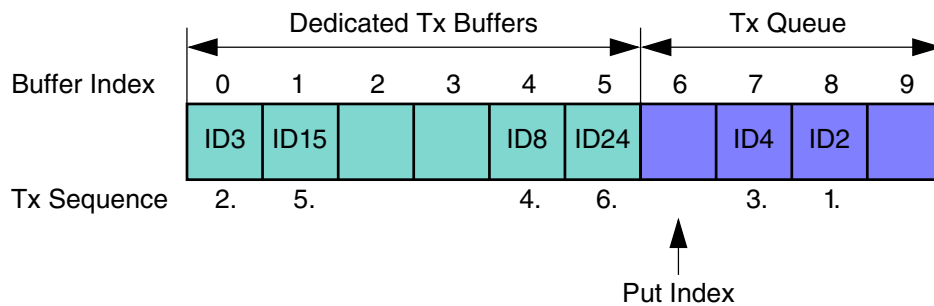 Dedicated Tx Buffers Tx Queue
Buffer Index 0 1 2 3 4 5 6 7 8 9
ID3 ID15 ID8 ID24 ID4 ID2
Tx Sequence 2. 5. 4. 6. 3. 1.
Put Index